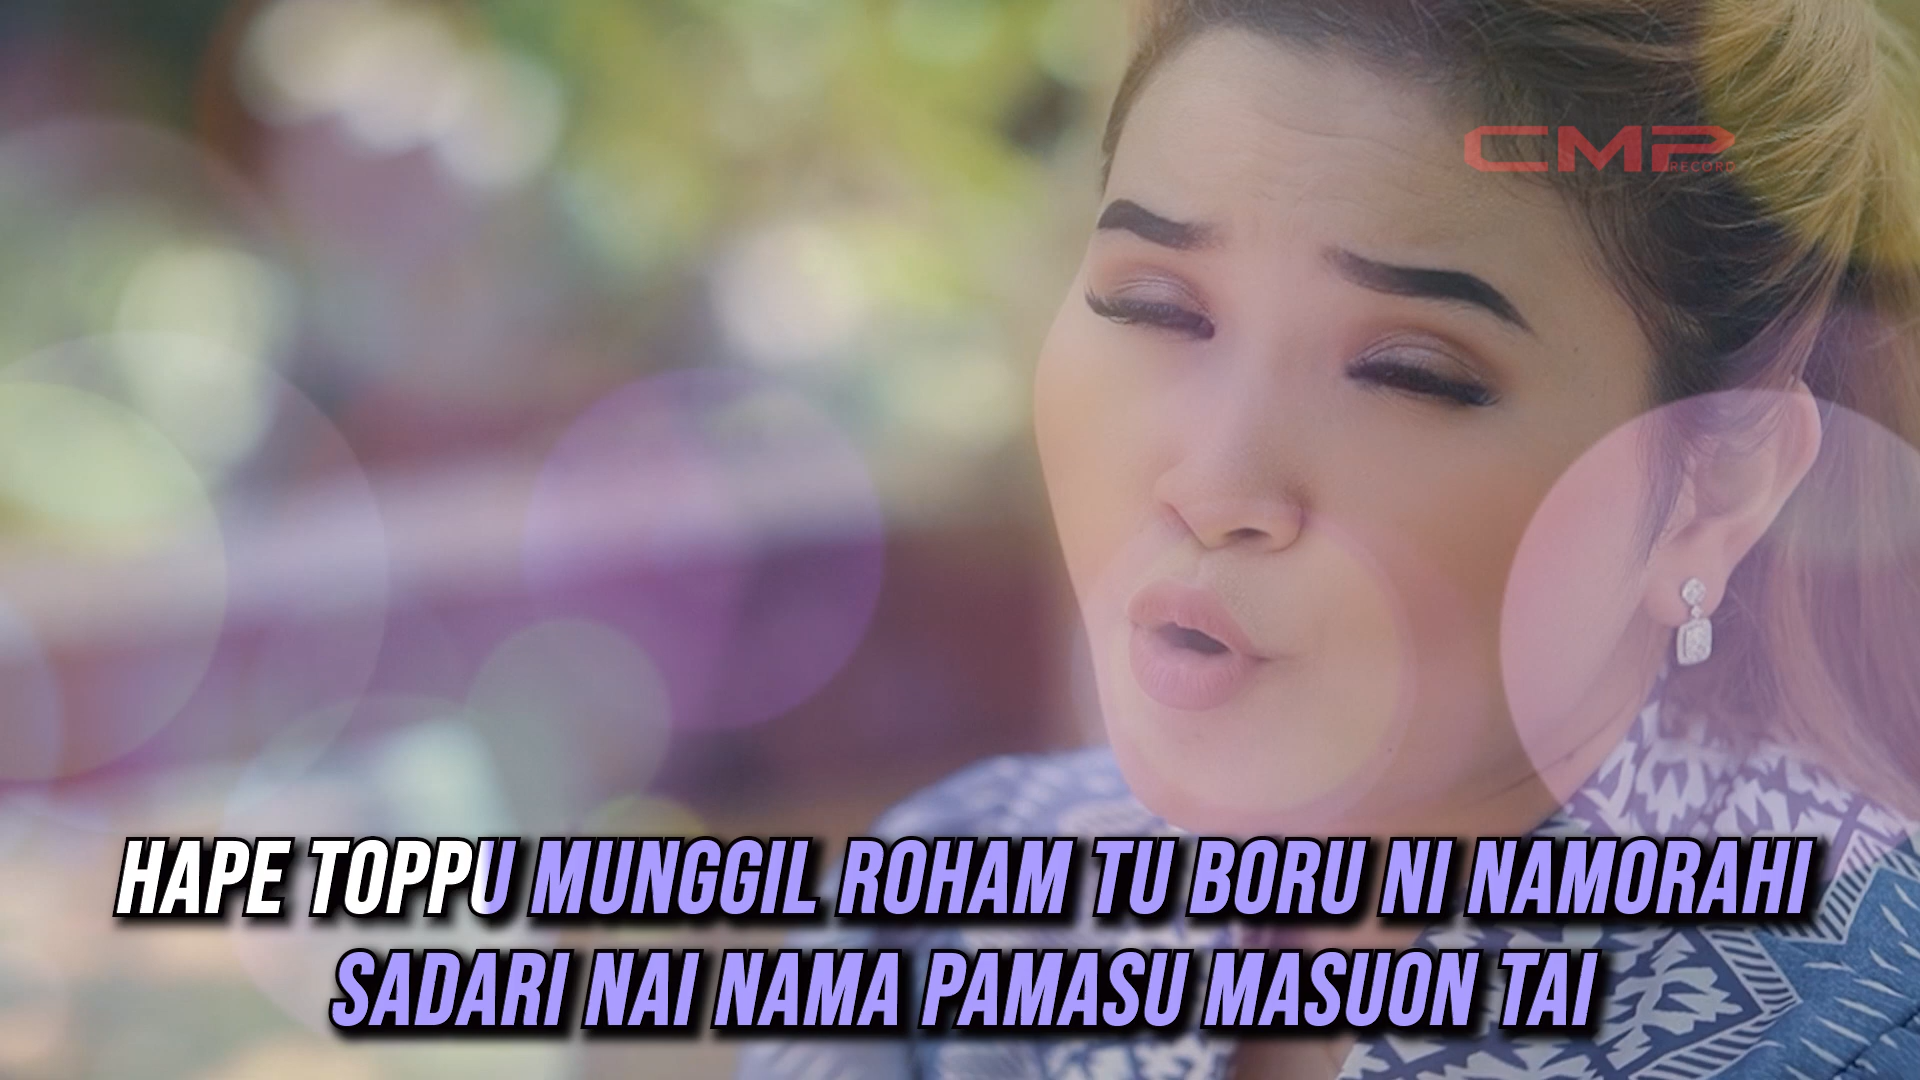 CMP
RECORD
HAPE TOPPU MUNGGIL ROHAM TU BORU NI NAMORAHI
SADARI NAI NAMA PAMASU MASUON TAI